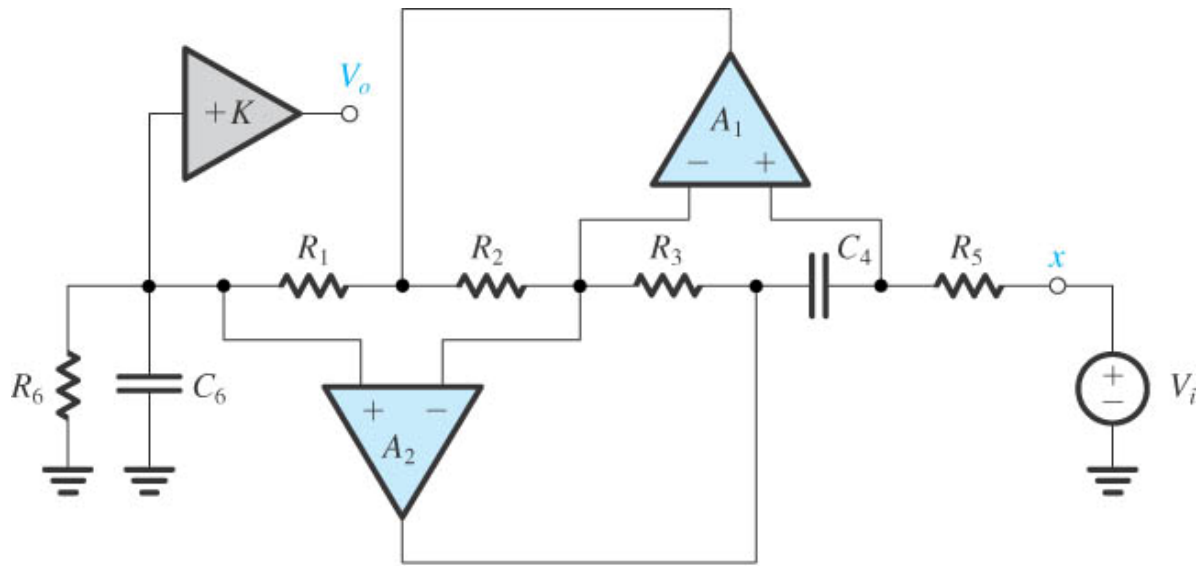 V_o
+K
A_1
− +
R_1
R_2
R_3
C_4
R_5
x
R_6
C_6
+ −
A_2
+
−
V_i